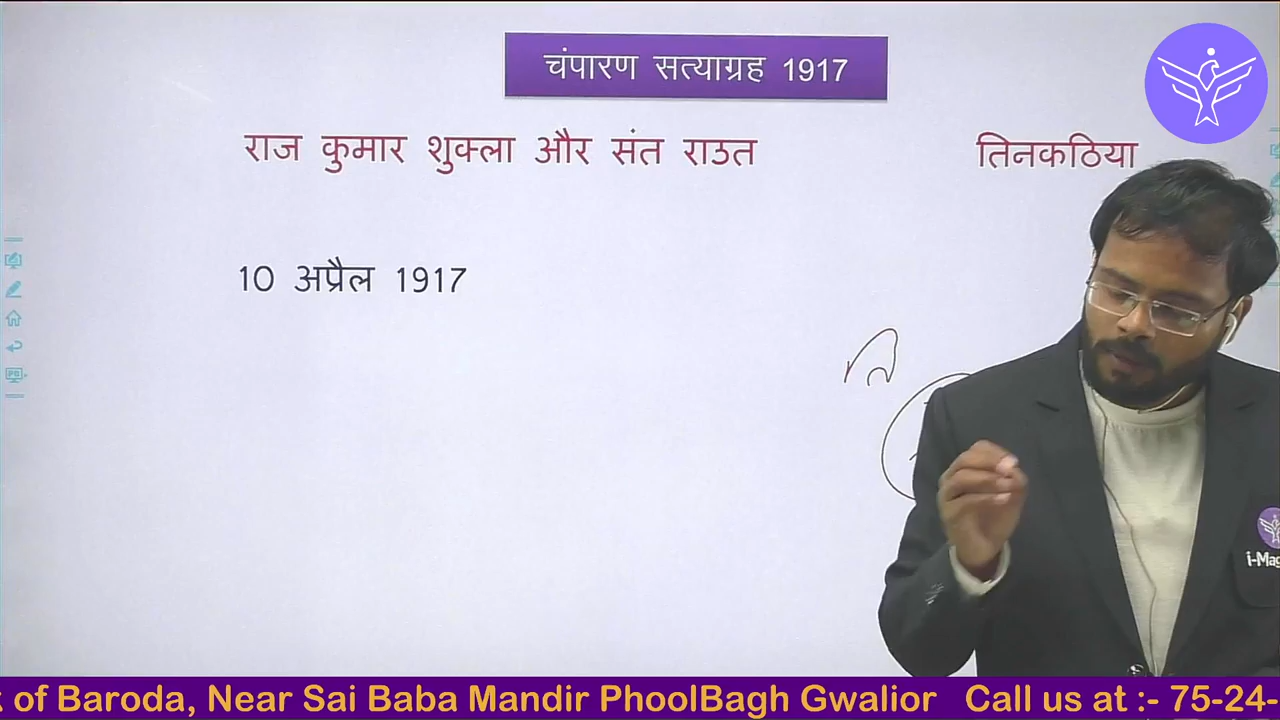 चंपारण सत्याग्रह 1917
राज कुमार शुक्ला और संत राउत
तिनकठिया
10 अप्रैल 1917
of Baroda, Near Sai Baba Mandir PhoolBagh Gwalior Call us at :- 75-24-